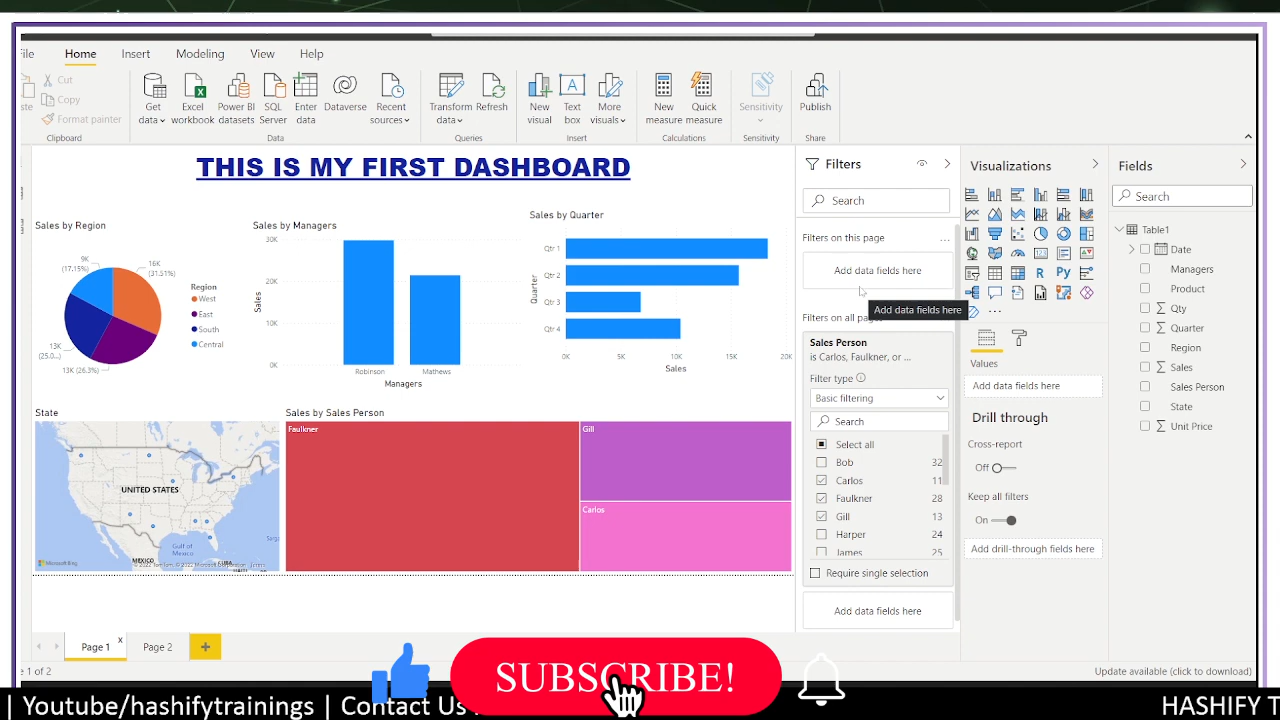 File
Home
Insert
Modeling
View
Help
Cut
Copy
Format painter
Clipboard
Get data
Excel workbook
Power BI datasets
SQL Server
Enter data
Dataverse
Recent sources
Data
Transform data
Refresh
Queries
New visual
Text box
More visuals
Insert
New measure
Quick measure
Calculations
Sensitivity
Sensitivity
Publish
Share
THIS IS MY FIRST DASHBOARD
Sales by Region
9K
(17.15%)
16K
(31.51%)
13K
(25.0...)
13K (26.3%)
Region
West
East
South
Central
Sales by Managers
30K
20K
10K
0K
Sales
Robinson
Mathews
Managers
Sales by Quarter
Quarter
Qtr 1
Qtr 2
Qtr 3
Qtr 4
0K
5K
10K
15K
20K
Sales
State
UNITED STATES
Gulf of
Mexico
MEXICO
Microsoft Bing
Sales by Sales Person
Faulkner
Gill
Carlos
Filters
Search
Filters on this page
...
Add data fields here
Add data fields here
Filters on all pag
Sales Person
is Carlos, Faulkner, or ...
Filter type
Basic filtering
Search
Select all
Bob 32
Carlos 11
Faulkner 28
Gill 13
Harper 24
James 25
Require single selection
Add data fields here
Visualizations
R
Py
...
Values
Add data fields here
Drill through
Cross-report
Off
Keep all filters
On
Add drill-through fields here
Fields
Search
Table1
Date
Managers
Product
Σ Qty
Σ Quarter
Region
Σ Sales
Sales Person
State
Σ Unit Price
Page 1
x
Page 2
+
1 of 2
Update available (click to download)
SUBSCRIBE!
| Youtube/hashifytrainings | Contact Us
HASHIFY T